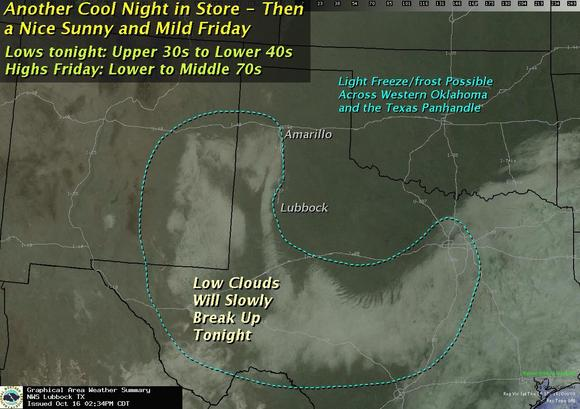 Another Cool Night in Store – Then
a Nice Sunny and Mild Friday
Lows tonight: Upper 30s to Lower 40s
Highs Friday: Lower to Middle 70s
Light Freeze/frost Possible
Across Western Oklahoma
and the Texas Panhandle
Amarillo
Lubbock
Low Clouds
Will Slowly
Break Up
Tonight
Graphical Area Weather Summary
NWS Lubbock TX
Issued Oct 16 02:34PM CDT